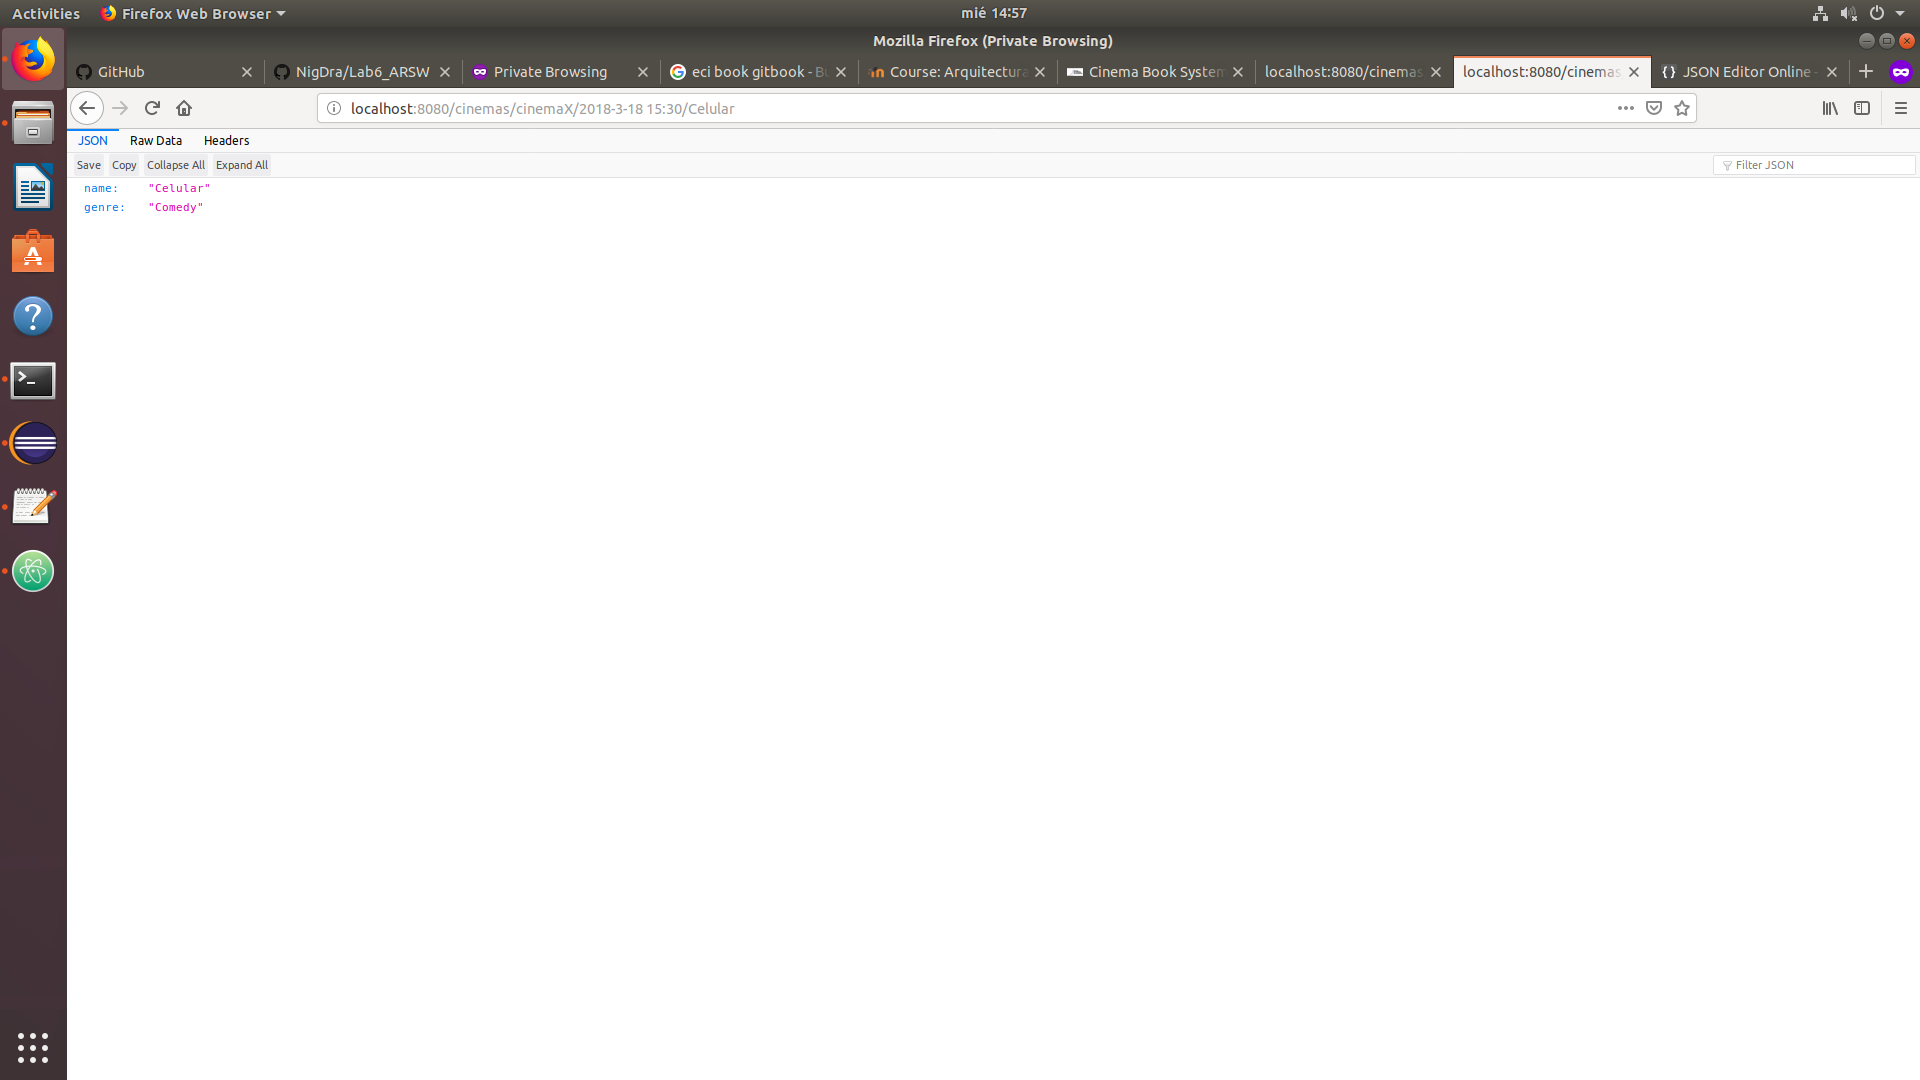 Activities Firefox Web Browser mié 14:57
Mozilla Firefox (Private Browsing)
GitHub NigDra/Lab6_ARSW Private Browsing eci book gitbook - Bu Course: Arquitectura Cinema Book System localhost:8080/cinemas localhost:8080/cinemas JSON Editor Online -
localhost:8080/cinemas/cinemaX/2018-3-18 15:30/Celular
JSON Raw Data Headers
Save Copy Collapse All Expand All Filter JSON
name: "Celular"
genre: "Comedy"